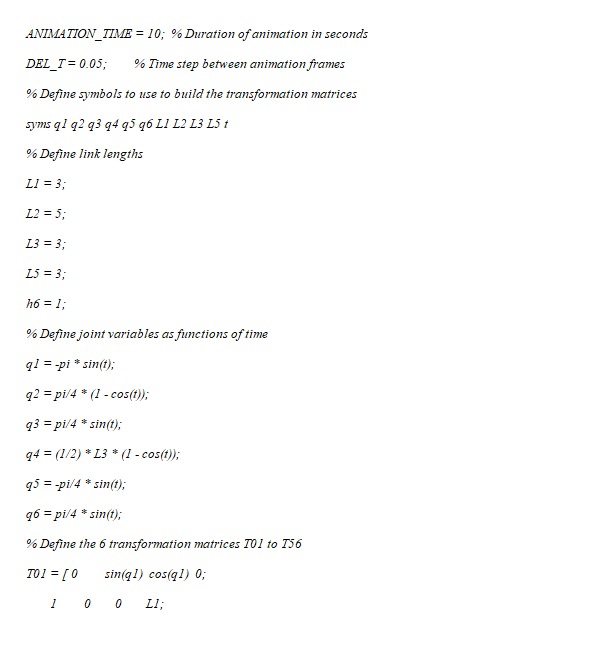 ANIMATION_TIME = 10; % Duration of animation in seconds
DEL_T = 0.05; % Time step between animation frames
% Define symbols to use to build the transformation matrices
syms q1 q2 q3 q4 q5 q6 L1 L2 L3 L5 t
% Define link lengths
L1 = 3;
L2 = 5;
L3 = 3;
L5 = 3;
h6 = 1;
% Define joint variables as functions of time
q1 = -pi * sin(t);
q2 = pi/4 * (1 - cos(t));
q3 = pi/4 * sin(t);
q4 = (1/2) * L3 * (1 - cos(t));
q5 = -pi/4 * sin(t);
q6 = pi/4 * sin(t);
% Define the 6 transformation matrices T01 to T56
T01 = [ 0 sin(q1) cos(q1) 0;
1 0 0 L1;